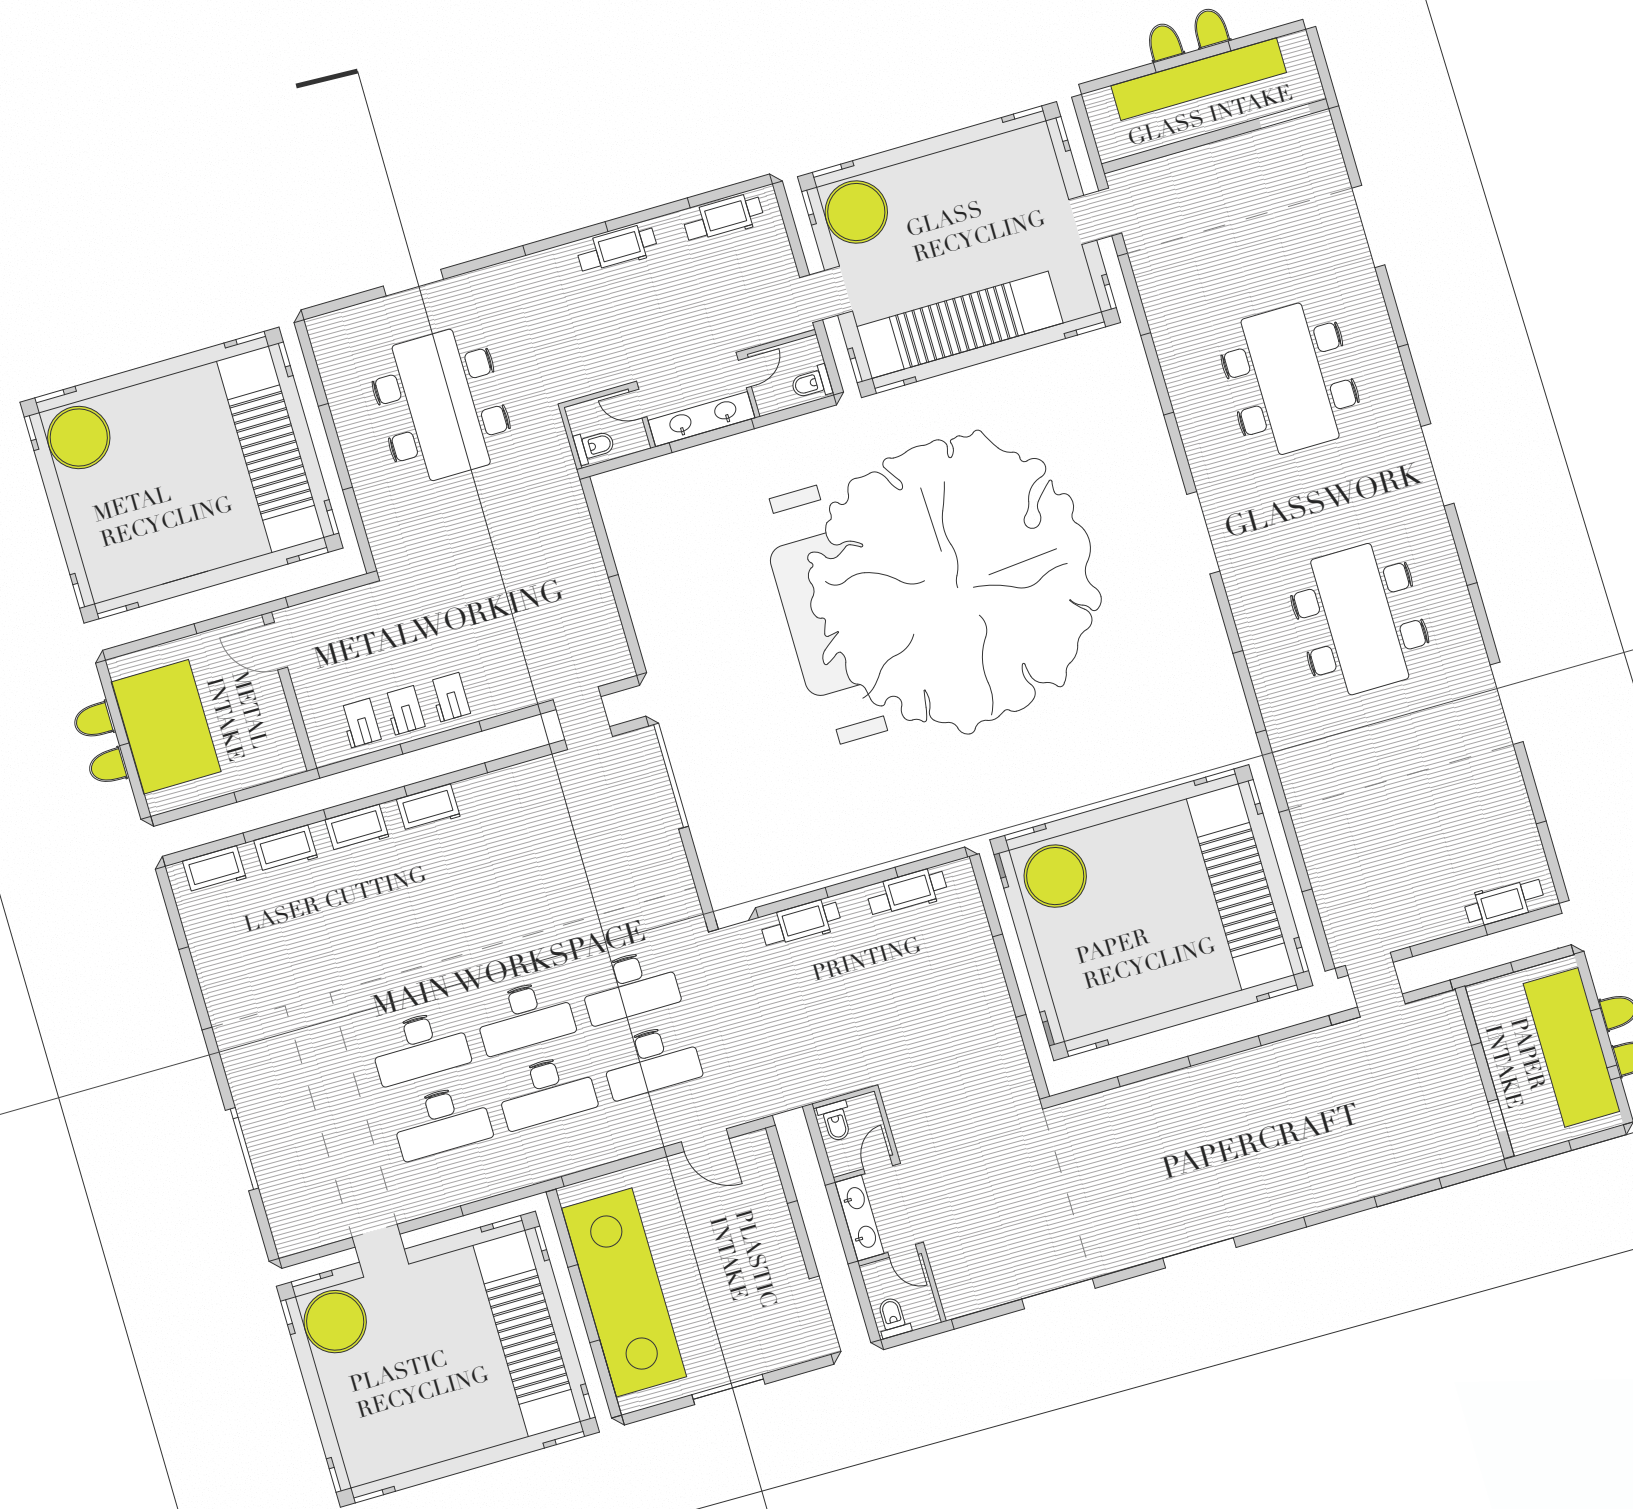 GLASS INTAKE
GLASS
RECYCLING
METAL
RECYCLING
GLASSWORK
METALWORKING
METAL
INTAKE
LASER CUTTING
MAIN WORKSPACE
PRINTING
PAPER
RECYCLING
PAPER
INTAKE
PAPERCRAFT
PLASTIC
INTAKE
PLASTIC
RECYCLING